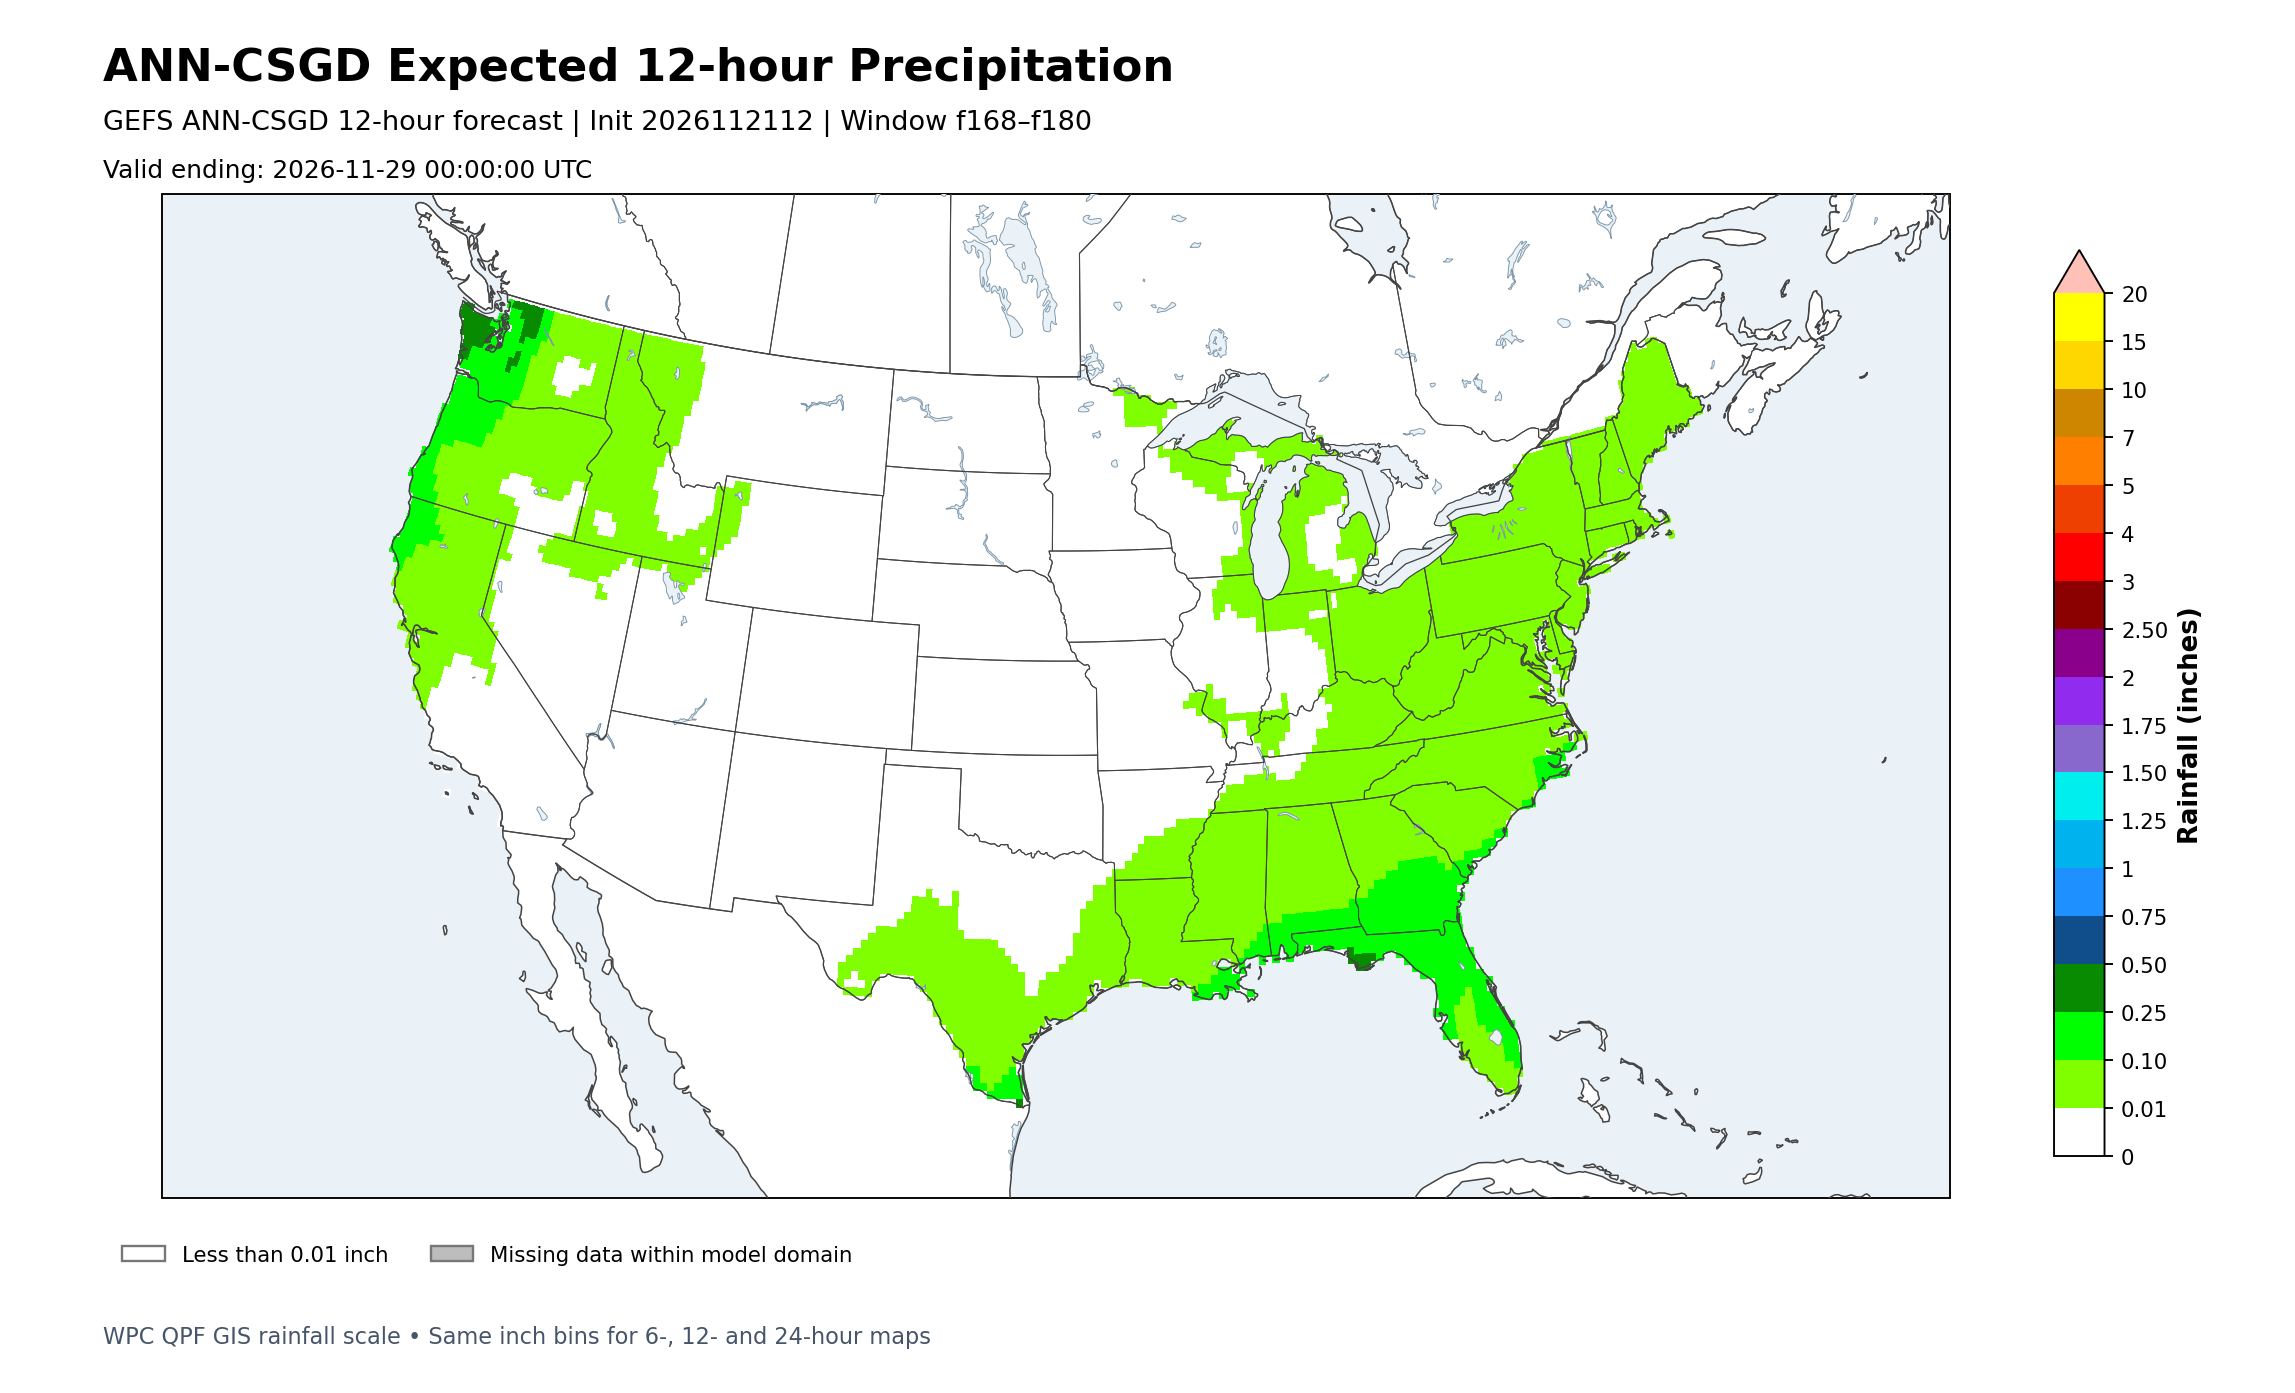 ANN-CSGD Expected 12-hour Precipitation
GEFS ANN-CSGD 12-hour forecast | Init 2026112112 | Window f168–f180
Valid ending: 2026-11-29 00:00:00 UTC
20
15
10
7
5
4
3
2.50
2
1.75
1.50
1.25
1
0.75
0.50
0.25
0.10
0.01
0
Rainfall (inches)
Less than 0.01 inch
Missing data within model domain
WPC QPF GIS rainfall scale • Same inch bins for 6-, 12- and 24-hour maps